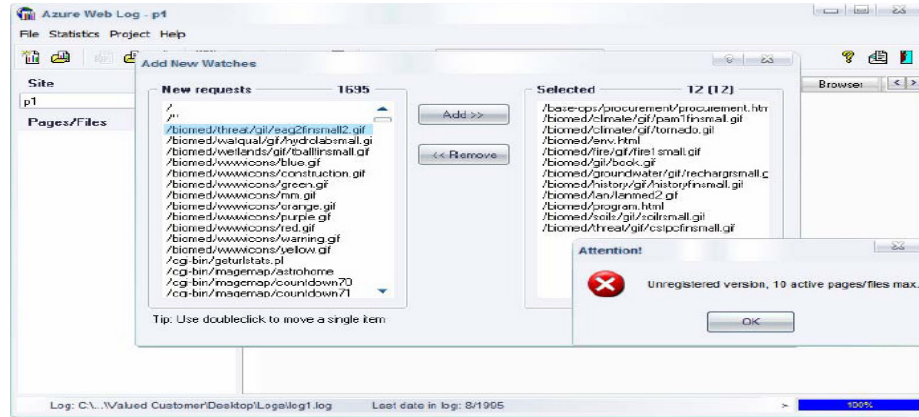 Azure Web Log - p1
File Statistics Project Help
Add New Watches
Site
p1
Pages/Files
Browser
New requests 1695
/
/biomed/threat/gif/eag2finsmall2.gif
/biomed/watqual/gif/hydrolabsmall.gi
/biomed/wetlands/gif/tballfinsmall.gif
/biomed/wwwicons/blue.gif
/biomed/wwwicons/construction.gif
/biomed/wwwicons/green.gif
/biomed/wwwicons/mm.gif
/biomed/wwwicons/orange.gif
/biomed/wwwicons/purple.gif
/biomed/wwwicons/red.gif
/biomed/wwwicons/warning.gif
/biomed/wwwicons/yellow.gif
/cgi-bin/geturlstats.pl
/cgi-bin/imagemap/astrohome
/cgi-bin/imagemap/countdown70
/cgi-bin/imagemap/countdown71
Add >>
<< Remove
Selected 12 (12)
/base-ops/procurement/procurement.htm
/biomed/climate/gif/pam1finsmall.gif
/biomed/climate/gif/tornado.gif
/biomed/env.html
/biomed/fire/gif/fire1small.gif
/biomed/gif/book.gif
/biomed/groundwater/gif/rechargrsmall.g
/biomed/history/gif/historyfinsmall.gif
/biomed/lan/lanmed2.gif
/biomed/program.html
/biomed/soils/gif/soilrsmall.gif
/biomed/threat/gif/cstpcfinsmall.gif
Tip: Use doubleclick to move a single item
Attention!
Unregistered version, 10 active pages/files max.
OK
Log: C:\...\Valued Customer\Desktop\Logs\log1.log
Last date in log: 8/1995
100%